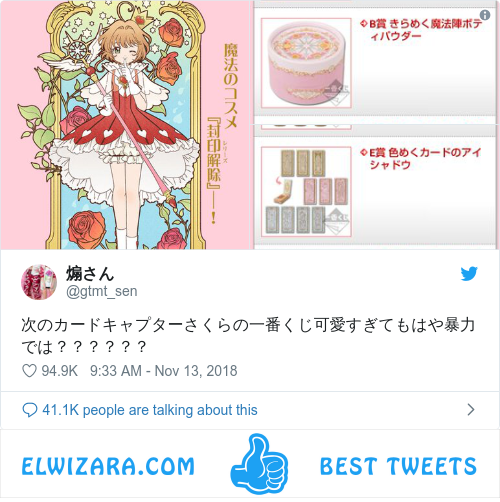 魔法のコスメ
『封印解除』―!
シリーズ
B賞 きらめく魔法陣ボデ
ィパウダー
E賞 色めくカードのアイ
シャドウ
煽さん
@gtmt_sen
次のカードキャプターさくらの一番くじ可愛すぎてもはや暴力
では？？？？？？
94.9K 9:33 AM - Nov 13, 2018
41.1K people are talking about this
ELWIZARA.COM
BEST TWEETS